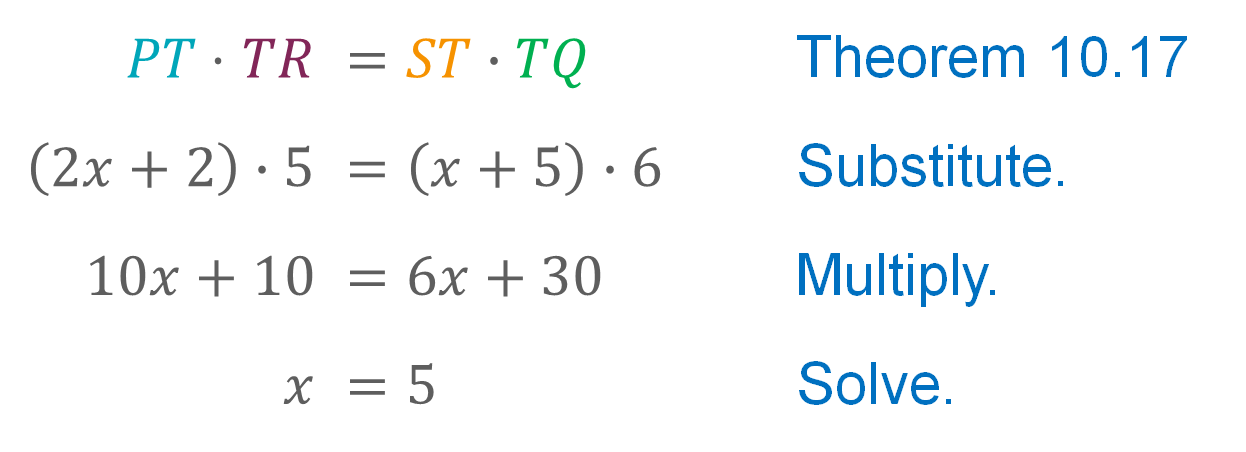 PT · TR = ST · TQ Theorem 10.17
(2x + 2) · 5 = (x + 5) · 6 Substitute.
10x + 10 = 6x + 30 Multiply.
x = 5 Solve.